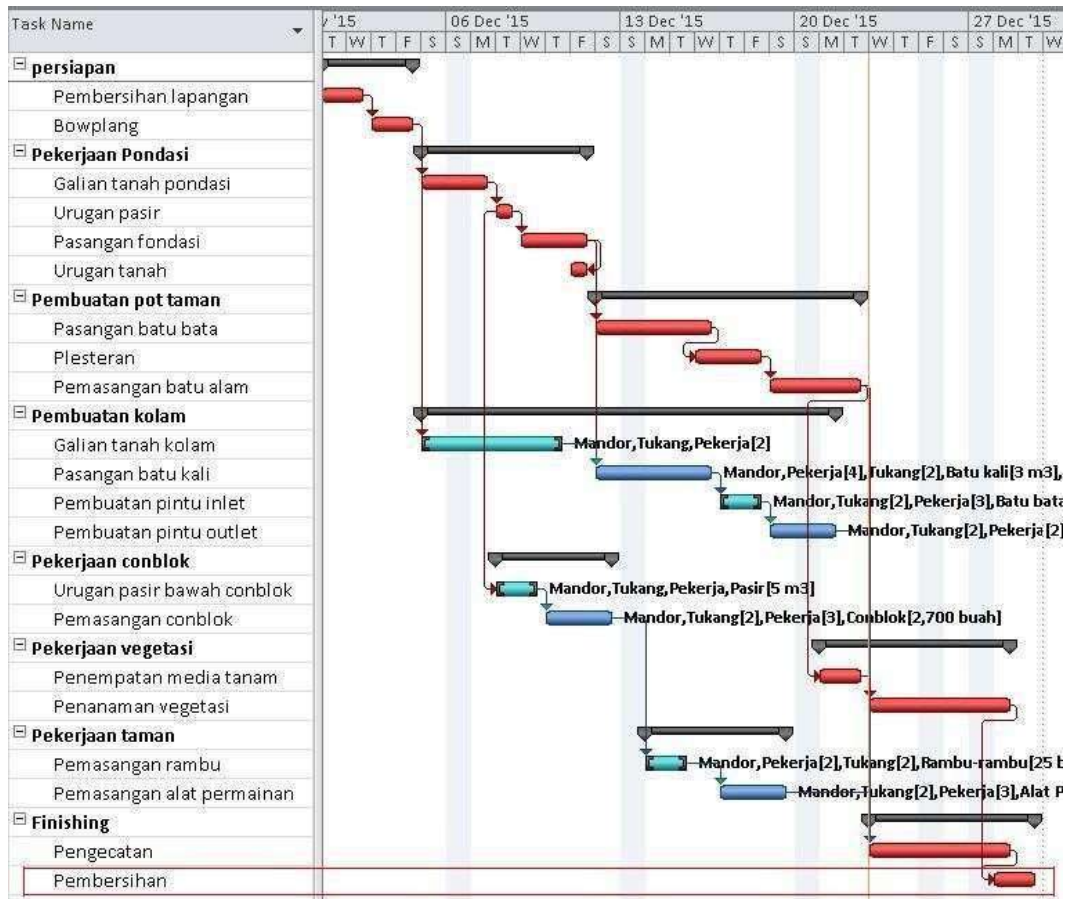 Task Name
'15 06 Dec '15 13 Dec '15 20 Dec '15 27 Dec '15
T W T F S S M T W T F S S M T W T F S S M T W T F S S M T W
persiapan
Pembersihan lapangan
Bowplang
Pekerjaan Pondasi
Galian tanah pondasi
Urugan pasir
Pasangan fondasi
Urugan tanah
Pembuatan pot taman
Pasangan batu bata
Plesteran
Pemasangan batu alam
Pembuatan kolam
Galian tanah kolam Mandor,Tukang,Pekerja[2]
Pasangan batu kali Mandor,Pekerja[4],Tukang[2],Batu kali[3 m3],
Pembuatan pintu inlet Mandor,Tukang[2],Pekerja[3],Batu bata
Pembuatan pintu outlet Mandor,Tukang[2],Pekerja[2]
Pekerjaan conblok
Urugan pasir bawah conblok Mandor,Tukang,Pekerja,Pasir[5 m3]
Pemasangan conblok Mandor,Tukang[2],Pekerja[3],Conblok[2,700 buah]
Pekerjaan vegetasi
Penempatan media tanam
Penanaman vegetasi
Pekerjaan taman
Pemasangan rambu Mandor,Pekerja[2],Tukang[2],Rambu-rambu[25 b
Pemasangan alat permainan Mandor,Tukang[2],Pekerja[3],Alat P
Finishing
Pengecatan
Pembersihan